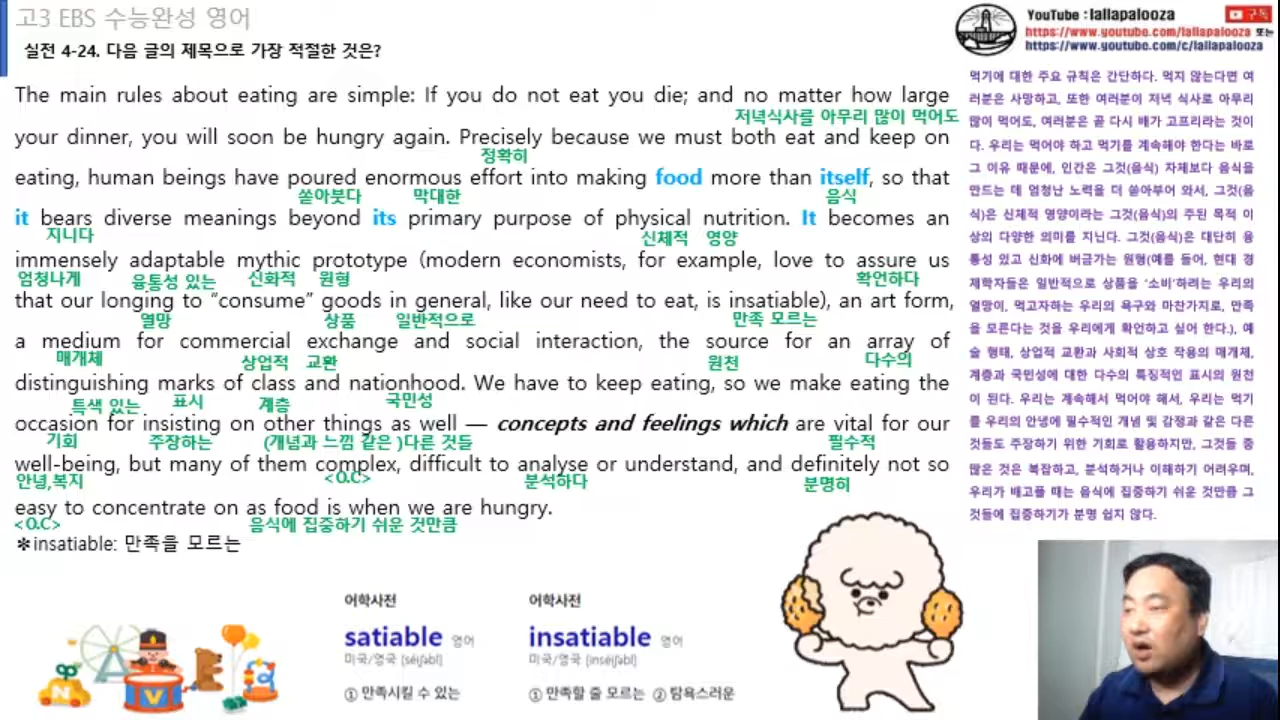 고3 EBS 수능완성 영어
실전 4-24. 다음 글의 제목으로 가장 적절한 것은?
YouTube : lallapalooza
구독
https://www.youtube.com/lallapalooza 또는
https://www.youtube.com/c/lallapalooza
The main rules about eating are simple: If you do not eat you die; and no matter how large
저녁식사를 아무리 많이 먹어도
your dinner, you will soon be hungry again. Precisely because we must both eat and keep on
정확히
eating, human beings have poured enormous effort into making food more than itself, so that
쏟아붓다 막대한 음식
it bears diverse meanings beyond its primary purpose of physical nutrition. It becomes an
지니다 신체적 영양
immensely adaptable mythic prototype (modern economists, for example, love to assure us
엄청나게 융통성 있는 신화적 원형 확언하다
that our longing to “consume” goods in general, like our need to eat, is insatiable), an art form,
열망 상품 일반적으로 만족 모르는
a medium for commercial exchange and social interaction, the source for an array of
매개체 상업적 교환 원천 다수의
distinguishing marks of class and nationhood. We have to keep eating, so we make eating the
특색 있는 표시 계층 국민성
occasion for insisting on other things as well — concepts and feelings which are vital for our
기회 주장하는 (개념과 느낌 같은 )다른 것들 필수적
well-being, but many of them complex, difficult to analyse or understand, and definitely not so
안녕,복지 <O.C> 분석하다 분명히
easy to concentrate on as food is when we are hungry.
<O.C> 음식에 집중하기 쉬운 것만큼
＊insatiable: 만족을 모르는
먹기에 대한 주요 규칙은 간단하다. 먹지 않는다면 여
러분은 사망하고, 또한 여러분이 저녁 식사로 아무리
많이 먹어도, 여러분은 곧 다시 배가 고프리라는 것이
다. 우리는 먹어야 하고 먹기를 계속해야 한다는 바로
그 이유 때문에, 인간은 그것(음식) 자체보다 음식을
만드는 데 엄청난 노력을 더 쏟아부어 와서, 그것(음
식)은 신체적 영양이라는 그것(음식)의 주된 목적 이
상의 다양한 의미를 지닌다. 그것(음식)은 대단히 융
통성 있고 신화에 버금가는 원형(예를 들어, 현대 경
제학자들은 일반적으로 상품을 ‘소비’하려는 우리의
열망이, 먹고자하는 우리의 욕구와 마찬가지로, 만족
을 모른다는 것을 우리에게 확언하고 싶어 한다.), 예
술 형태, 상업적 교환과 사회적 상호 작용의 매개체,
계층과 국민성에 대한 다수의 특징적인 표시의 원천
이 된다. 우리는 계속해서 먹어야 해서, 우리는 먹기
를 우리의 안녕에 필수적인 개념 및 감정과 같은 다른
것들도 주장하기 위한 기회로 활용하지만, 그것들 중
많은 것은 복잡하고, 분석하거나 이해하기 어려우며,
우리가 배고플 때는 음식에 집중하기 쉬운 것만큼 그
것들에 집중하기가 분명 쉽지 않다.
어학사전
satiable 영어
미국/영국 [séiʃəbl]
① 만족시킬 수 있는
어학사전
insatiable 영어
미국/영국 [inséiʃəbl]
① 만족할 줄 모르는 ② 탐욕스러운
N V